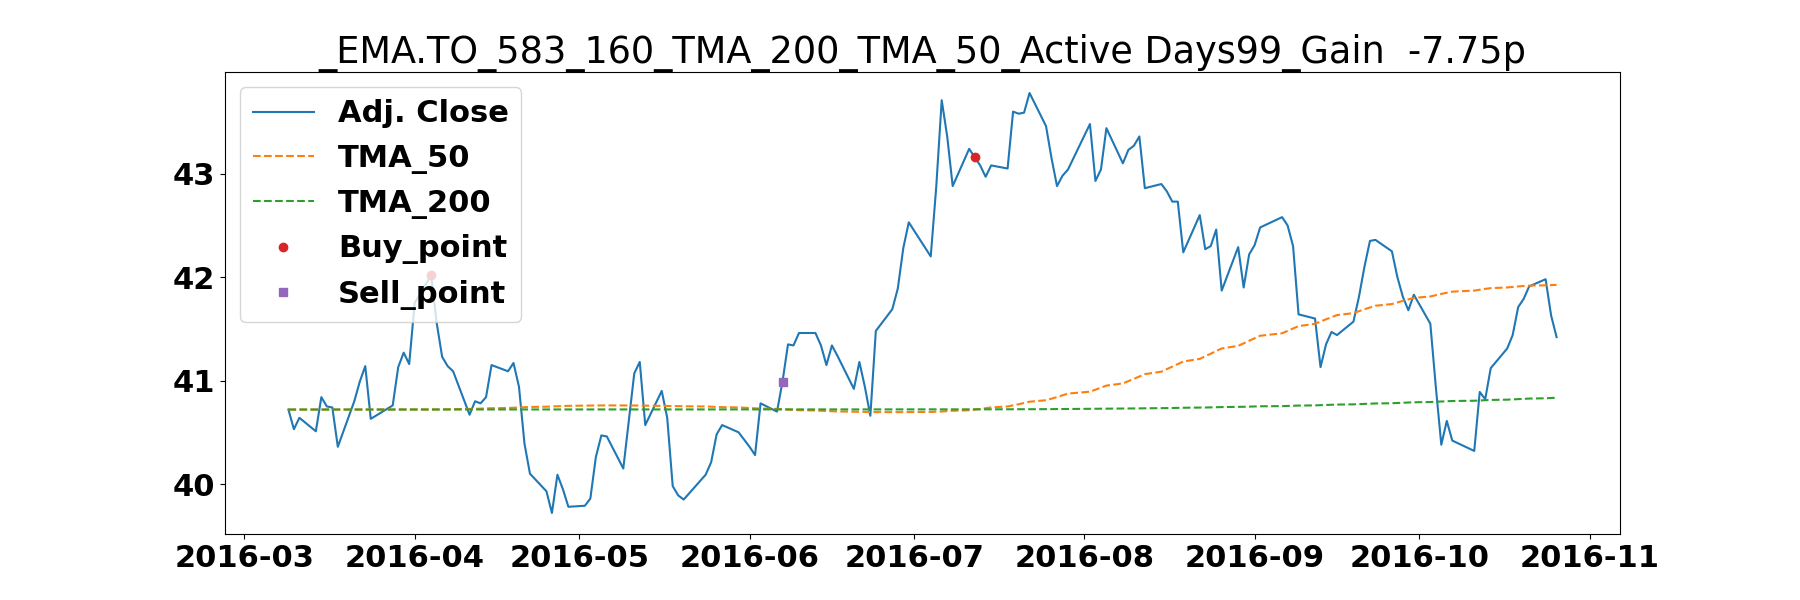 _EMA.TO_583_160_TMA_200_TMA_50_Active Days99_Gain  -7.75p
Adj. Close
TMA_50
TMA_200
Buy_point
Sell_point
43
42
41
40
2016-03 2016-04 2016-05 2016-06 2016-07 2016-08 2016-09 2016-10 2016-11